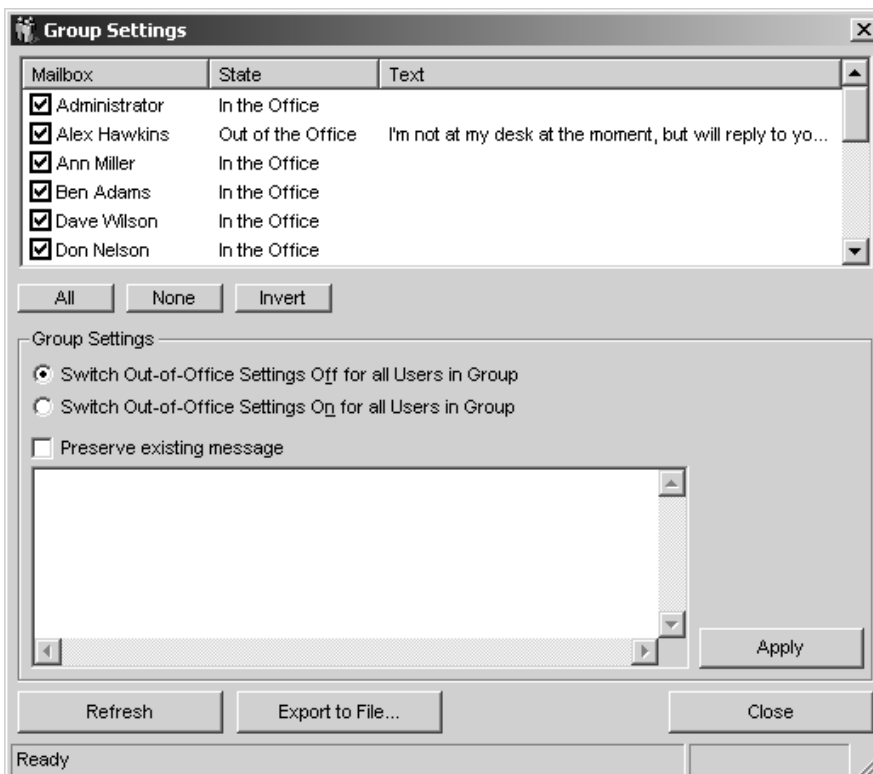 Group Settings
Mailbox State Text
Administrator In the Office
Alex Hawkins Out of the Office I'm not at my desk at the moment, but will reply to yo...
Ann Miller In the Office
Ben Adams In the Office
Dave Wilson In the Office
Don Nelson In the Office
All None Invert
Group Settings
Switch Out-of-Office Settings Off for all Users in Group
Switch Out-of-Office Settings On for all Users in Group
Preserve existing message
Apply
Refresh Export to File... Close
Ready